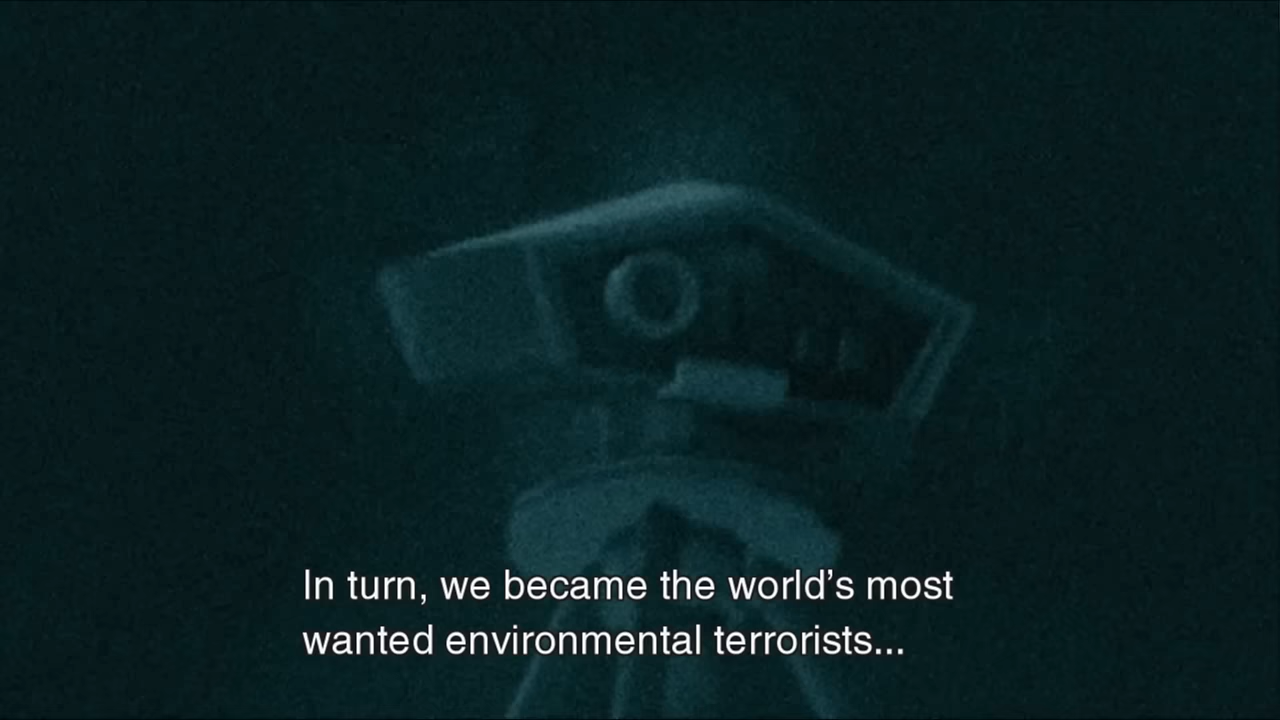 In turn, we became the world’s most
wanted environmental terrorists...